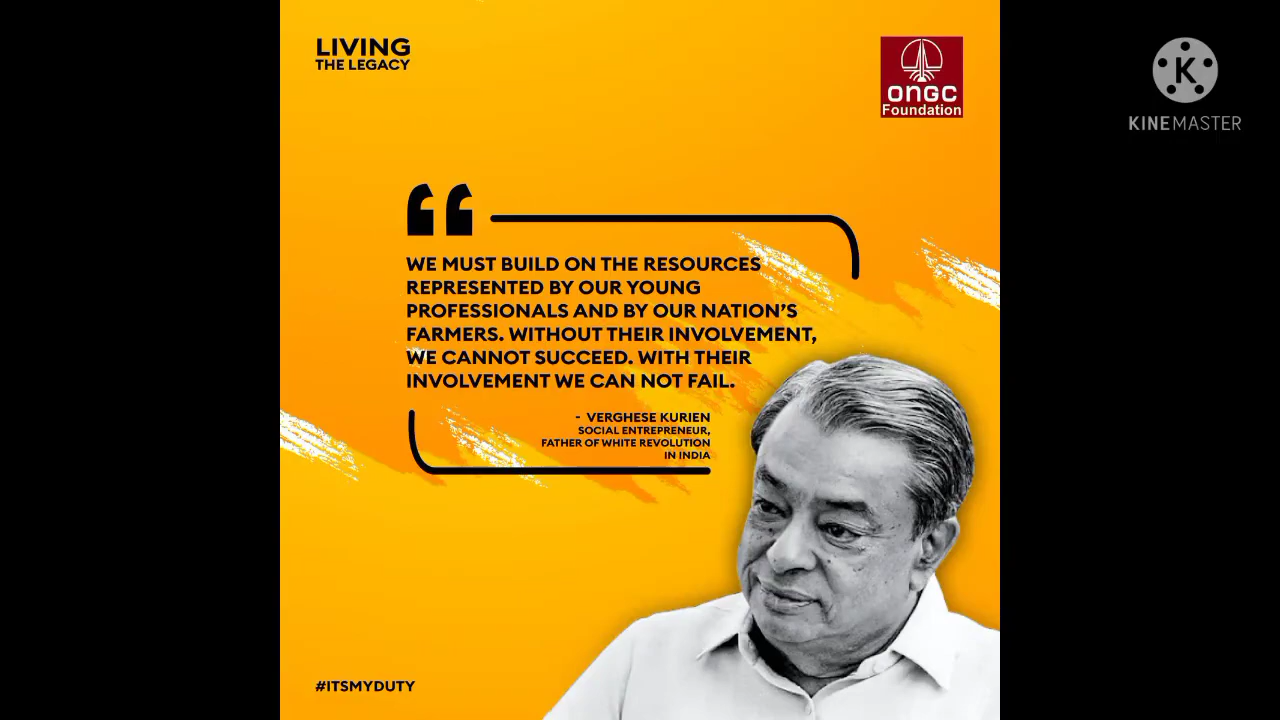 LIVING
THE LEGACY
ONGC
Foundation
K
KINEMASTER
WE MUST BUILD ON THE RESOURCES
REPRESENTED BY OUR YOUNG
PROFESSIONALS AND BY OUR NATION'S
FARMERS. WITHOUT THEIR INVOLVEMENT,
WE CANNOT SUCCEED. WITH THEIR
INVOLVEMENT WE CAN NOT FAIL.
- VERGHESE KURIEN
SOCIAL ENTREPRENEUR,
FATHER OF WHITE REVOLUTION
IN INDIA
#ITSMYDUTY